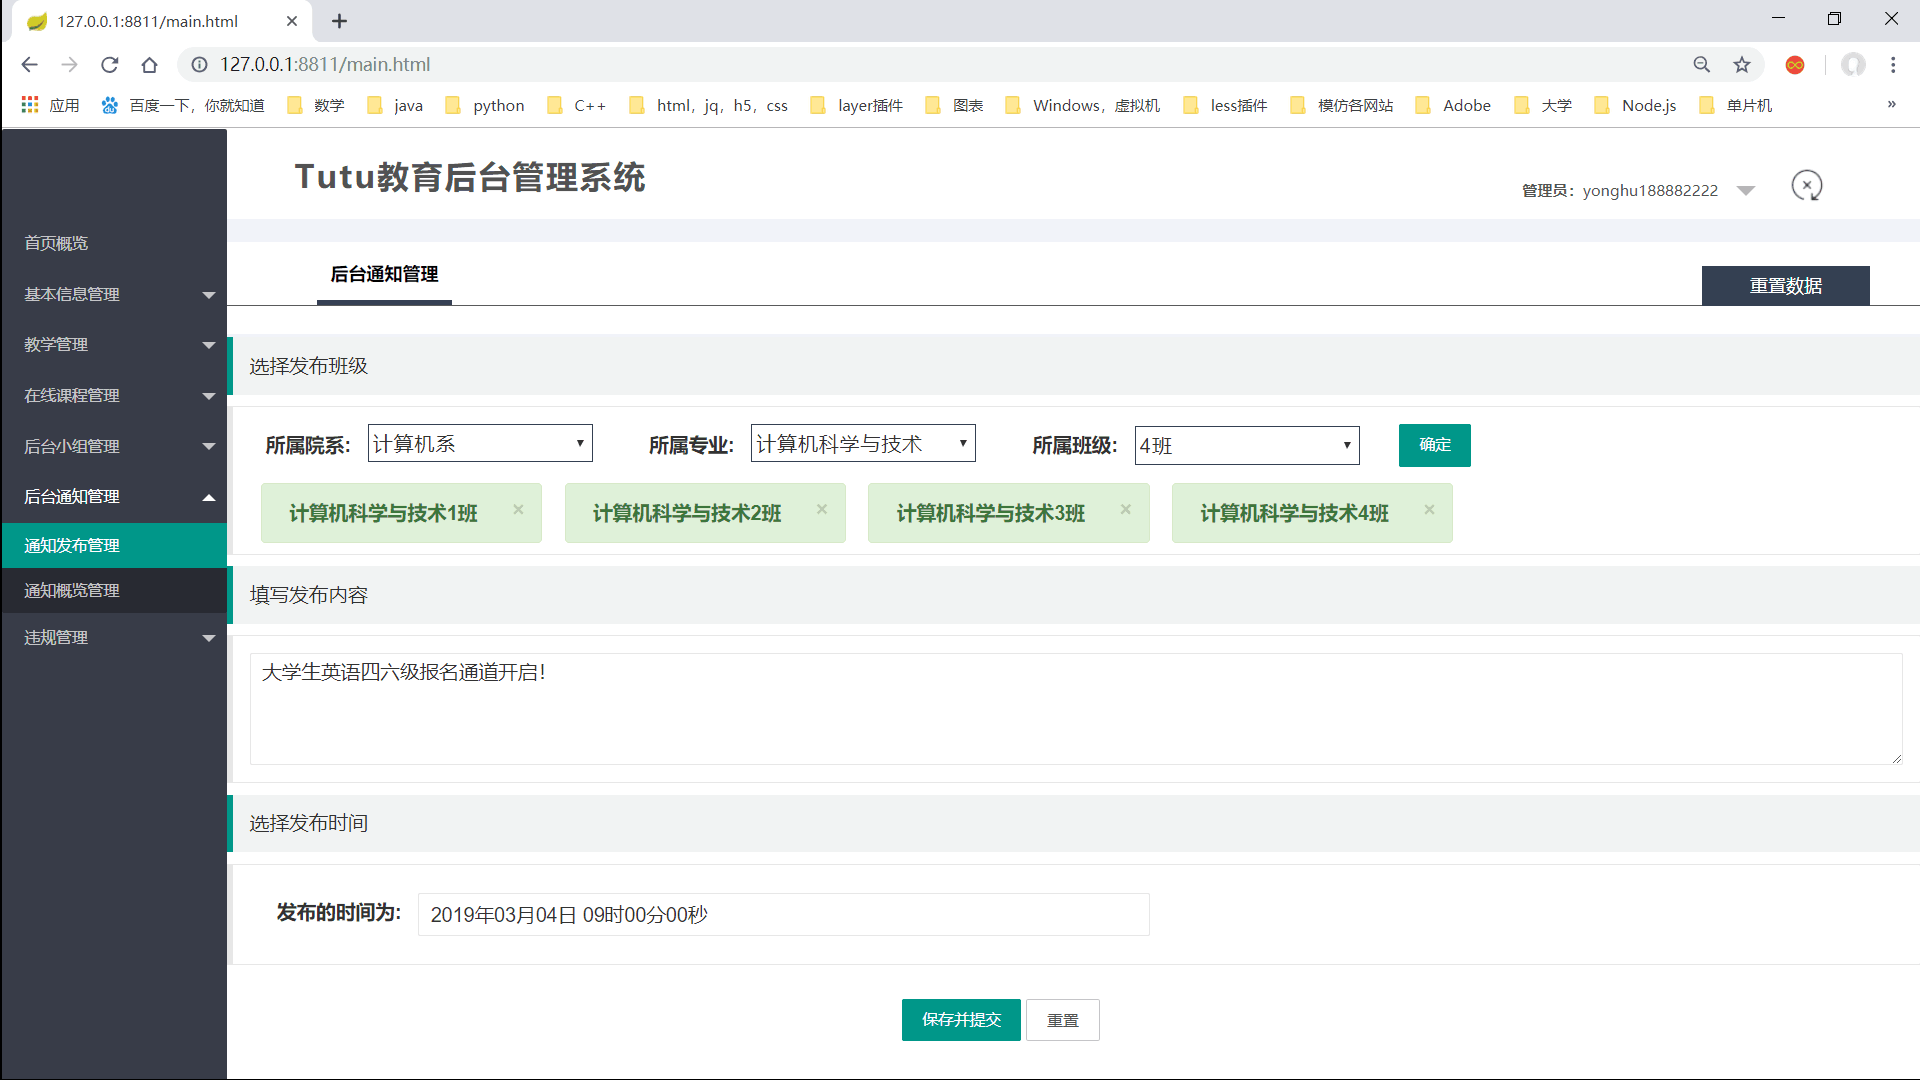 127.0.0.1:8811/main.html
127.0.0.1:8811/main.html
应用 百度一下，你就知道 数学 java python C++ html，jq，h5，css layer插件 图表 Windows，虚拟机 less插件 模仿各网站 Adobe 大学 Node.js 单片机 »
Tutu教育后台管理系统
管理员：yonghu188882222
首页概览
基本信息管理
教学管理
在线课程管理
后台小组管理
后台通知管理
通知发布管理
通知概览管理
违规管理
后台通知管理
重置数据
选择发布班级
所属院系: 计算机系 所属专业: 计算机科学与技术 所属班级: 4班 确定
计算机科学与技术1班 × 计算机科学与技术2班 × 计算机科学与技术3班 × 计算机科学与技术4班 ×
填写发布内容
大学生英语四六级报名通道开启！
选择发布时间
发布的时间为: 2019年03月04日 09时00分00秒
保存并提交 重置